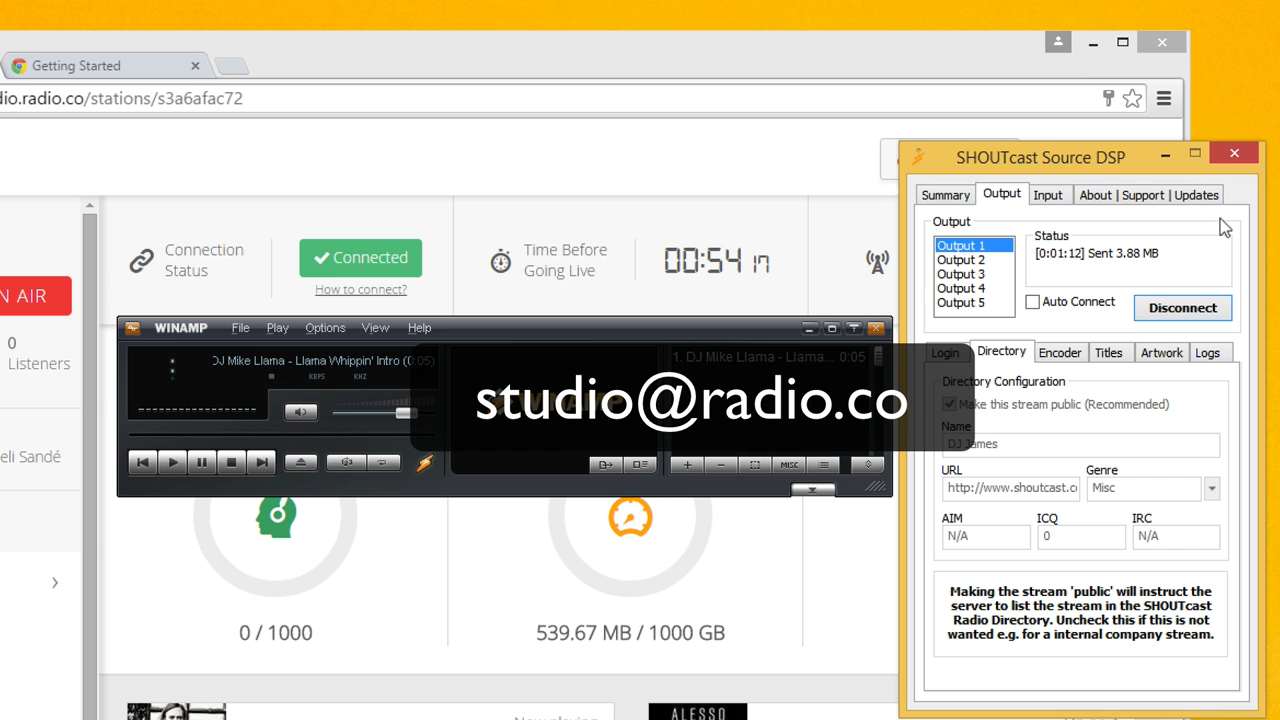 Getting Started
dio.radio.co/stations/s3a6afac72
SHOUTcast Source DSP
Summary
Output
Input
About | Support | Updates
Output
Output 1
Output 2
Output 3
Output 4
Output 5
Status
[0:01:12] Sent 3.88 MB
Auto Connect
Disconnect
Connection
Status
Connected
How to connect?
Time Before
Going Live
00:54 in
N AIR
0
Listeners
eli Sandé
WINAMP
File
Play
Options
View
Help
DJ Mike Llama - Llama Whippin' Intro (0:05)
KBPS
KHZ
1. DJ Mike Llama - Llama...
0:05
WINAMP
MISC
studio@radio.co
Login
Directory
Encoder
Titles
Artwork
Logs
Directory Configuration
Make this stream public (Recommended)
Name
DJ James
URL
Genre
http://www.shoutcast.c
Misc
AIM
ICQ
IRC
N/A
0
N/A
Making the stream 'public' will instruct the
server to list the stream in the SHOUTcast
Radio Directory. Uncheck this if this is not
wanted e.g. for a internal company stream.
0 / 1000
539.67 MB / 1000 GB
Now playing
ALESSO